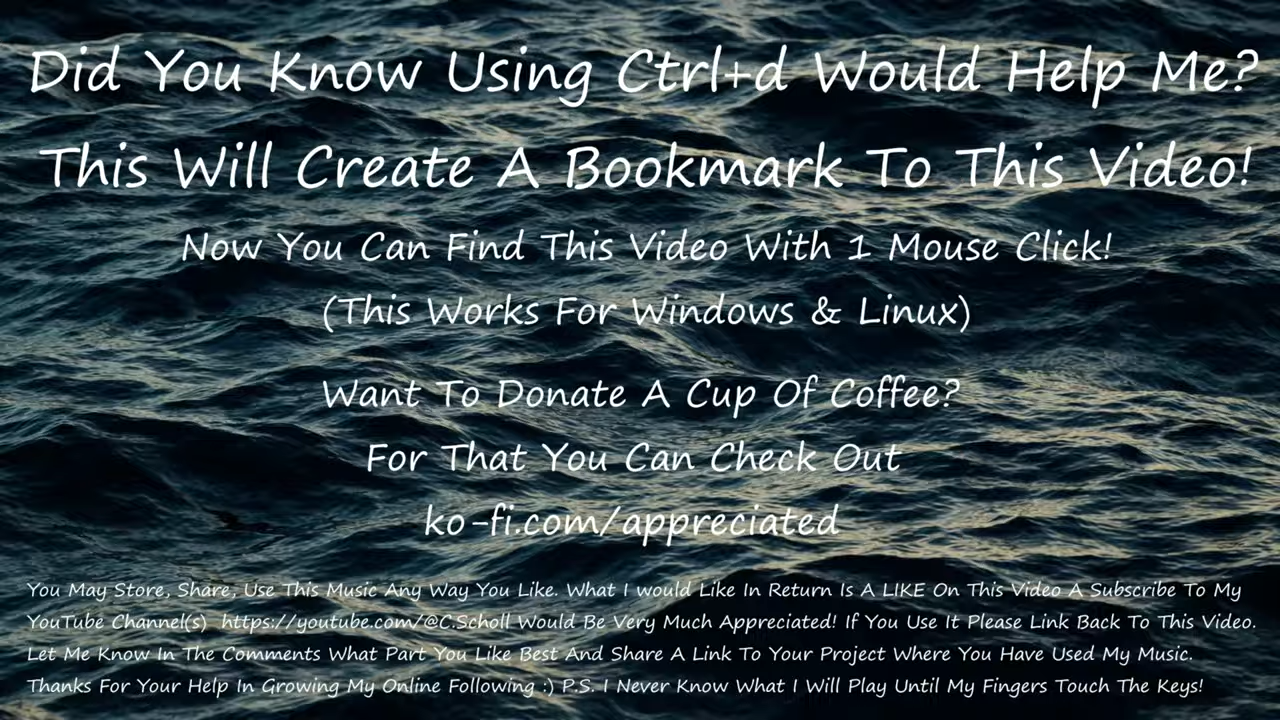 Did You Know Using Ctrl+d Would Help Me?
This Will Create A Bookmark To This Video!
Now You Can Find This Video With 1 Mouse Click!
(This Works For Windows & Linux)
Want To Donate A Cup Of Coffee?
For That You Can Check Out
ko-fi.com/appreciated
You May Store, Share, Use This Music Any Way You Like. What I would Like In Return Is A LIKE On This Video A Subscribe To My
YouTube Channel(s) https://youtube.com/@C.Scholl Would Be Very Much Appreciated! If You Use It Please Link Back To This Video.
Let Me Know In The Comments What Part You Like Best And Share A Link To Your Project Where You Have Used My Music.
Thanks For Your Help In Growing My Online Following :) P.S. I Never Know What I Will Play Until My Fingers Touch The Keys!